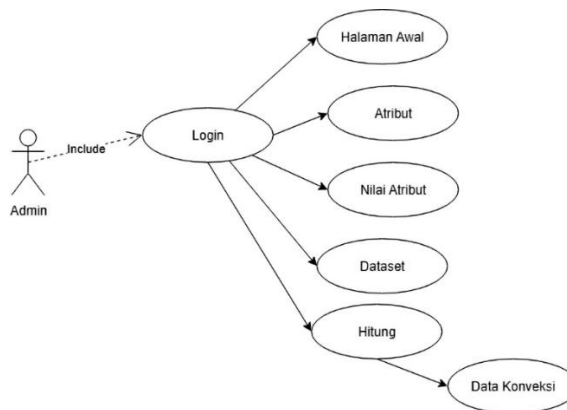 Halaman Awal
Atribut
Login
Include
Admin
Nilai Atribut
Dataset
Hitung
Data Konveksi